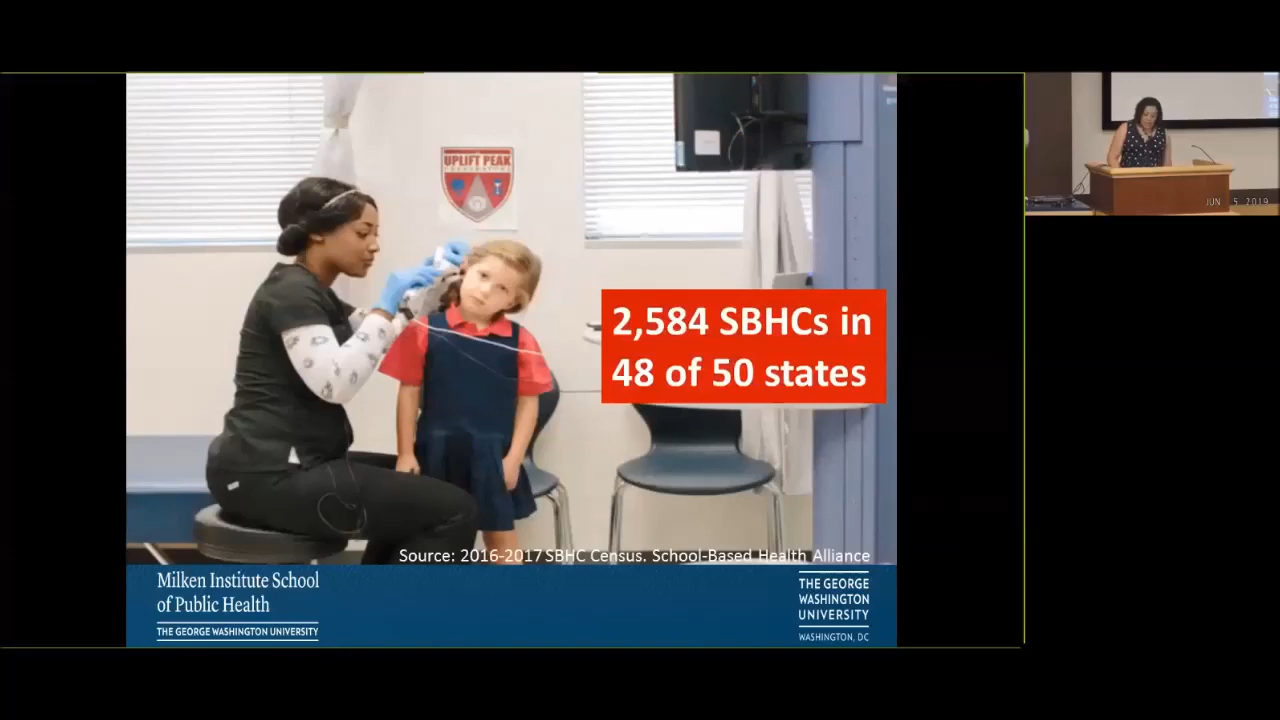 UPLIFT PEAK
2,584 SBHCs in
48 of 50 states
Source: 2016-2017 SBHC Census. School-Based Health Alliance
Milken Institute School
of Public Health
THE GEORGE WASHINGTON UNIVERSITY
THE GEORGE
WASHINGTON
UNIVERSITY
WASHINGTON, DC
JUN 5 2019